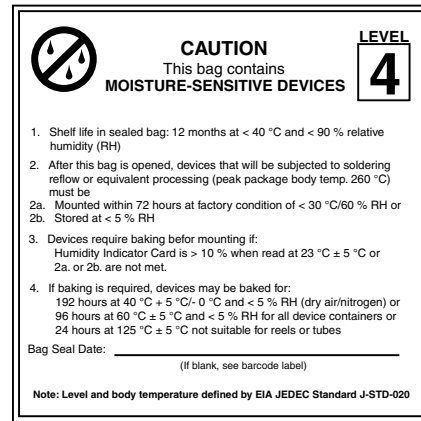 LEVEL
CAUTION
This bag contains
MOISTURE-SENSITIVE DEVICES
4
1. Shelf life in sealed bag: 12 months at < 40 °C and < 90 % relative
humidity (RH)
2. After this bag is opened, devices that will be subjected to soldering
reflow or equivalent processing (peak package body temp. 260 °C)
must be
2a. Mounted within 72 hours at factory condition of < 30 °C/60 % RH or
2b. Stored at < 5 % RH
3. Devices require baking befor mounting if:
Humidity Indicator Card is > 10 % when read at 23 °C ± 5 °C or
2a. or 2b. are not met.
4. If baking is required, devices may be baked for:
192 hours at 40 °C + 5 °C/- 0 °C and < 5 % RH (dry air/nitrogen) or
96 hours at 60 °C ± 5 °C and < 5 % RH for all device containers or
24 hours at 125 °C ± 5 °C not suitable for reels or tubes
Bag Seal Date:
(If blank, see barcode label)
Note: Level and body temperature defined by EIA JEDEC Standard J-STD-020